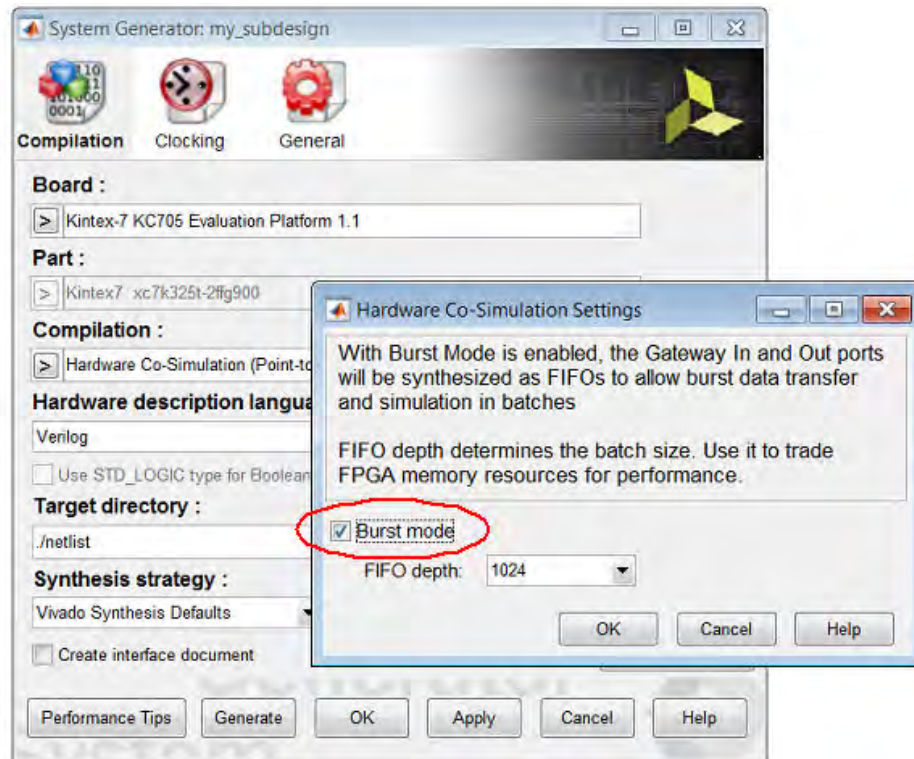 System Generator: my_subdesign
Compilation
Clocking
General
Board :
> Kintex-7 KC705 Evaluation Platform 1.1
Part :
> Kintex7 xc7k325t-2ffg900
Compilation :
> Hardware Co-Simulation (Point-to
Hardware description langua
Verilog
Use STD_LOGIC type for Boolean
Target directory :
./netlist
Synthesis strategy :
Vivado Synthesis Defaults
Create interface document
Performance Tips
Generate
OK
Apply
Cancel
Help
Hardware Co-Simulation Settings
With Burst Mode is enabled, the Gateway In and Out ports
will be synthesized as FIFOs to allow burst data transfer
and simulation in batches
FIFO depth determines the batch size. Use it to trade
FPGA memory resources for performance.
Burst mode
FIFO depth: 1024
OK
Cancel
Help